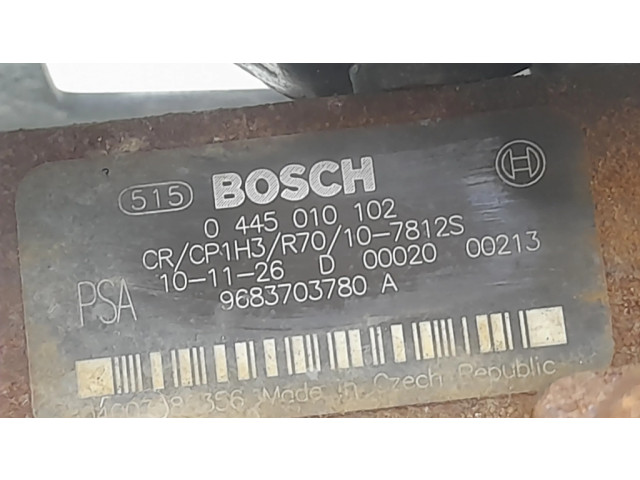 515 BOSCH
0 445 010 102
CR/CP1H3/R70/10-7812S
10-11-26 D 00020 00213
PSA 9683703780 A
Made in Czech Republic